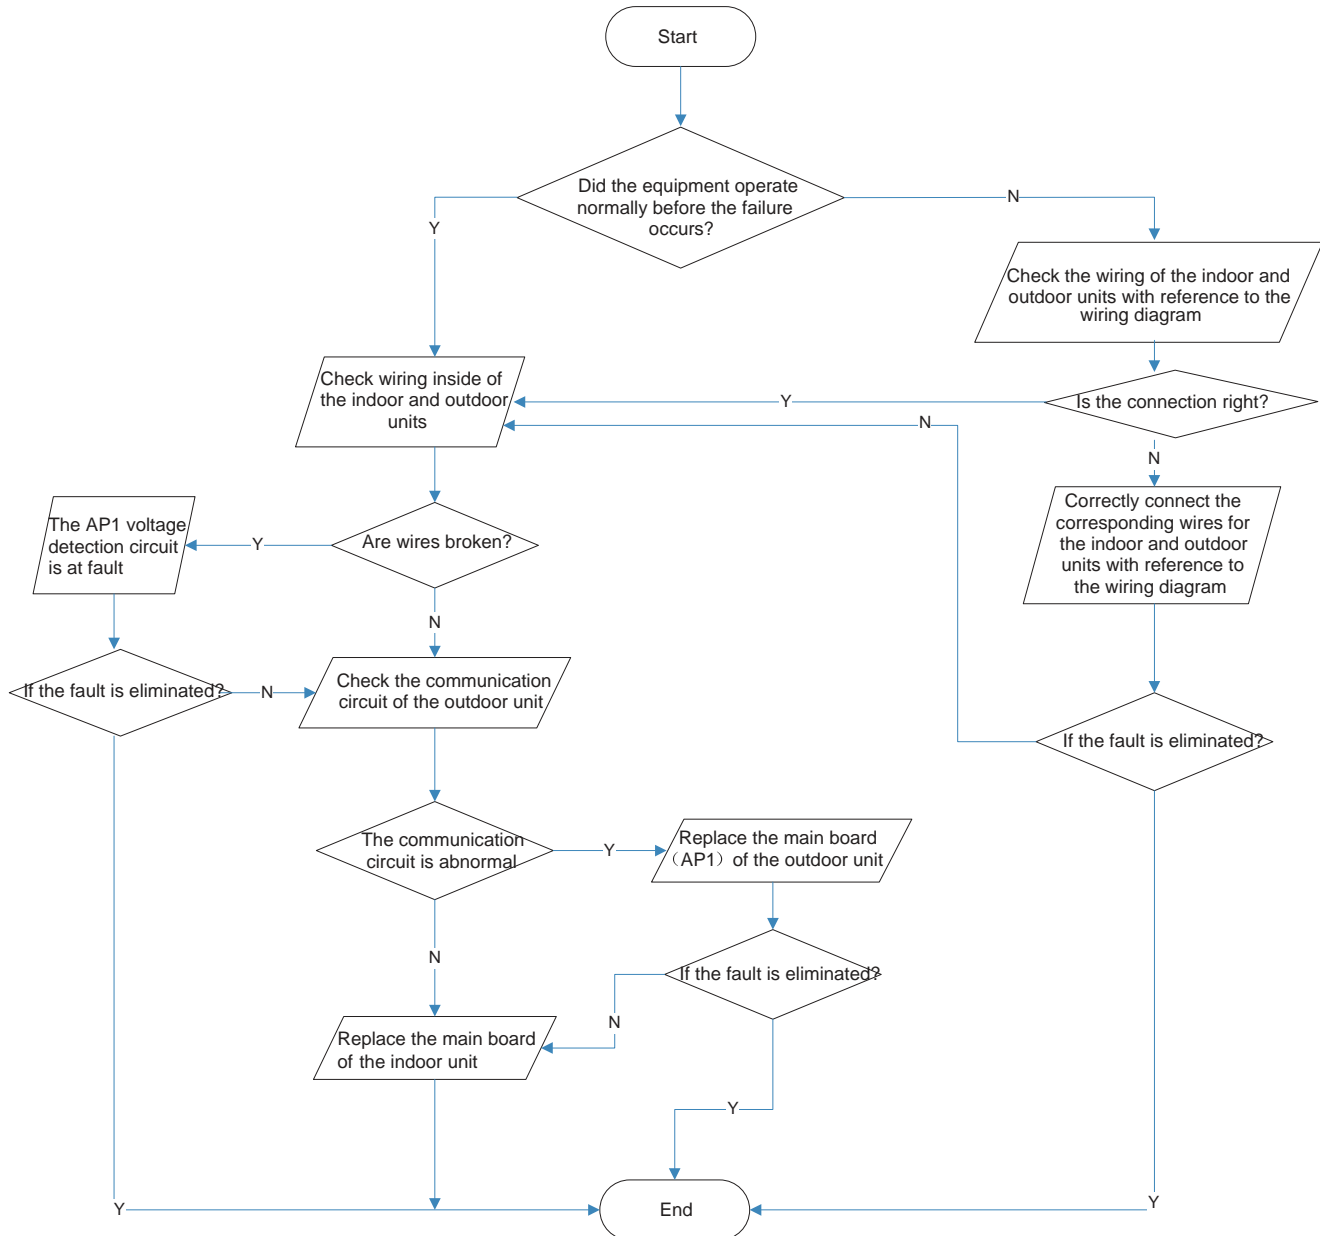 Start
Did the equipment operate
normally before the failure
occurs?
N
Y
Check the wiring of the indoor and
outdoor units with reference to the
wiring diagram
Check wiring inside of
the indoor and outdoor
units
Y
Is the connection right?
N
N
Correctly connect the
corresponding wires for
the indoor and outdoor
units with reference to
the wiring diagram
The AP1 voltage
detection circuit
is at fault
Y
Are wires broken?
N
If the fault is eliminated?
N
Check the communication
circuit of the outdoor unit
If the fault is eliminated?
The communication
circuit is abnormal
Y
Replace the main board
（AP1）of the outdoor unit
N
If the fault is eliminated?
N
Replace the main board
of the indoor unit
Y
Y
End
Y